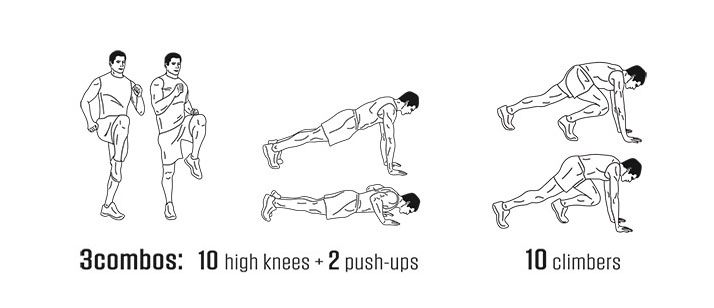 3combos: 10 high knees + 2 push-ups
10 climbers